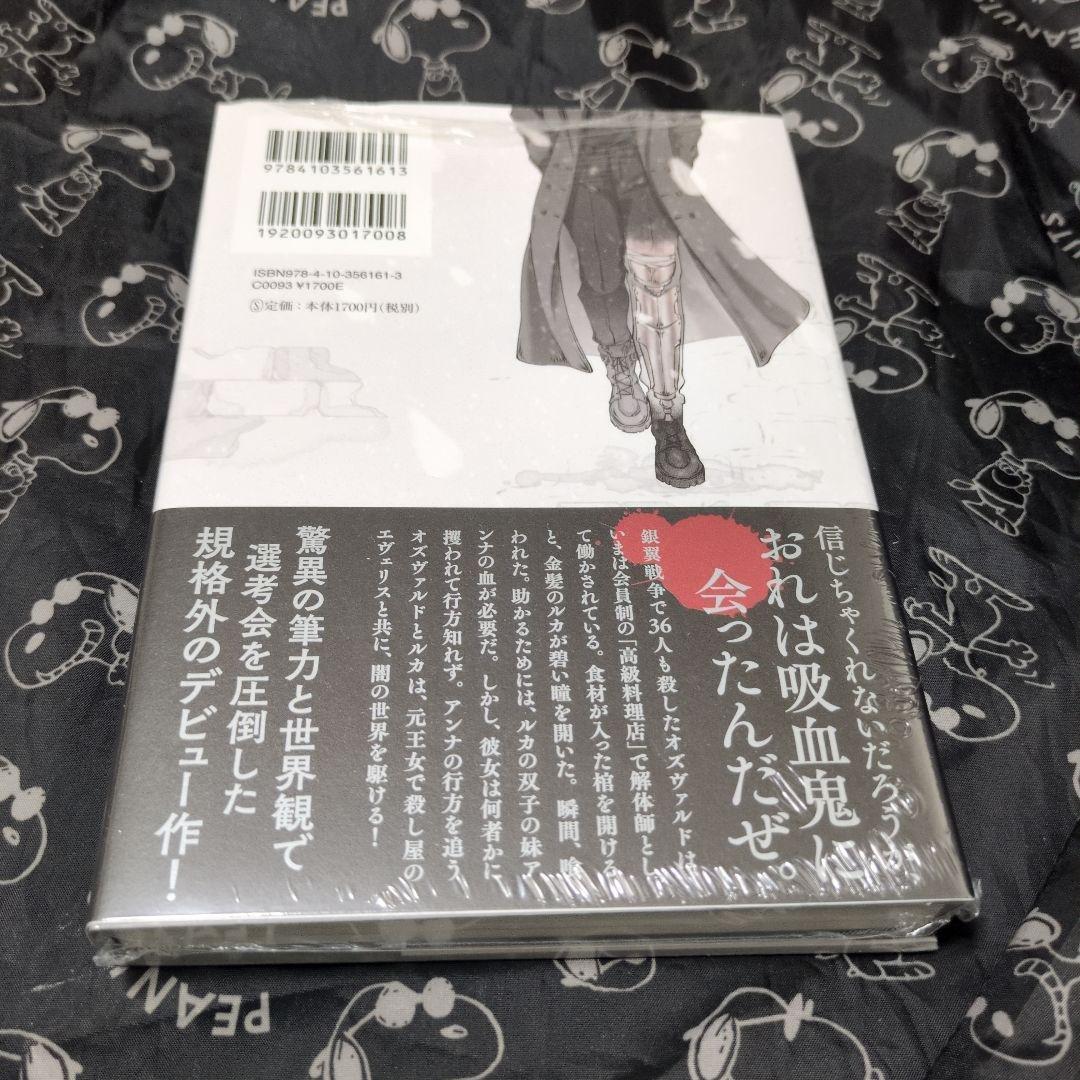 9784103561613
1920093017008
ISBN978-4-10-356161-3
C0093 ¥1700E
Ⓢ定価：本体1700円（税別）
信じちゃくれないだろうが、
おれは吸血鬼に
会ったんだぜ。
銀翼戦争で36人も殺したオズヴァルドは、
いまは会員制の「高級料理店」で解体師とし
て働かされている。食材が入った棺を開ける
と、金髪のルカが碧い瞳を開いた。瞬間、喰
われた。助かるためには、ルカの双子の妹ア
ンナの血が必要だ。しかし、彼女は何者かに
攫われて行方知れず。アンナの行方を追う
オズヴァルドとルカは、元王女で殺し屋の
エヴェリスと共に、闇の世界を駆ける！
驚異の筆力と世界観で
選考会を圧倒した
規格外のデビュー作！
PEANUTS
PEANUTS
PEAN
UTS